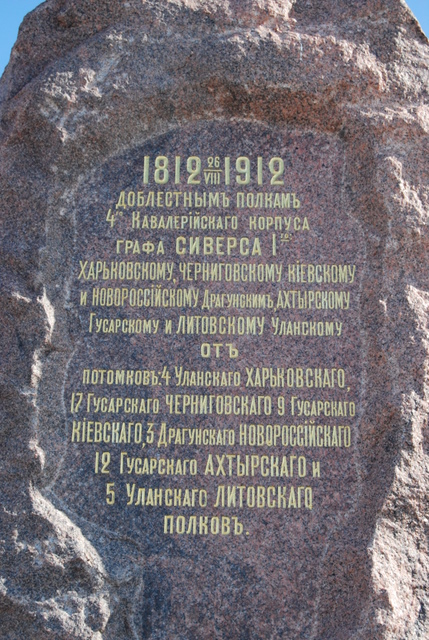 1812 26/VIII 1912
ДОБЛЕСТНЫМЪ ПОЛКАМЪ
4го КАВАЛЕРІЙСКАГО КОРПУСА
ГРАФА СИВЕРСА 1го:
ХАРЬКОВСКОМУ, ЧЕРНИГОВСКОМУ, КІЕВСКОМУ
И НОВОРОССІЙСКОМУ ДРАГУНСКИМЪ, АХТЫРСКОМУ
ГУСАРСКОМУ И ЛИТОВСКОМУ УЛАНСКОМУ
ОТЪ
ПОТОМКОВЪ: 4 УЛАНСКАГО ХАРЬКОВСКАГО,
17 ГУСАРСКАГО ЧЕРНИГОВСКАГО 9 ГУСАРСКАГО
КІЕВСКАГО, 3 ДРАГУНСКАГО НОВОРОССІЙСКАГО
12 ГУСАРСКАГО АХТЫРСКАГО И
5 УЛАНСКАГО ЛИТОВСКАГО
ПОЛКОВЪ.